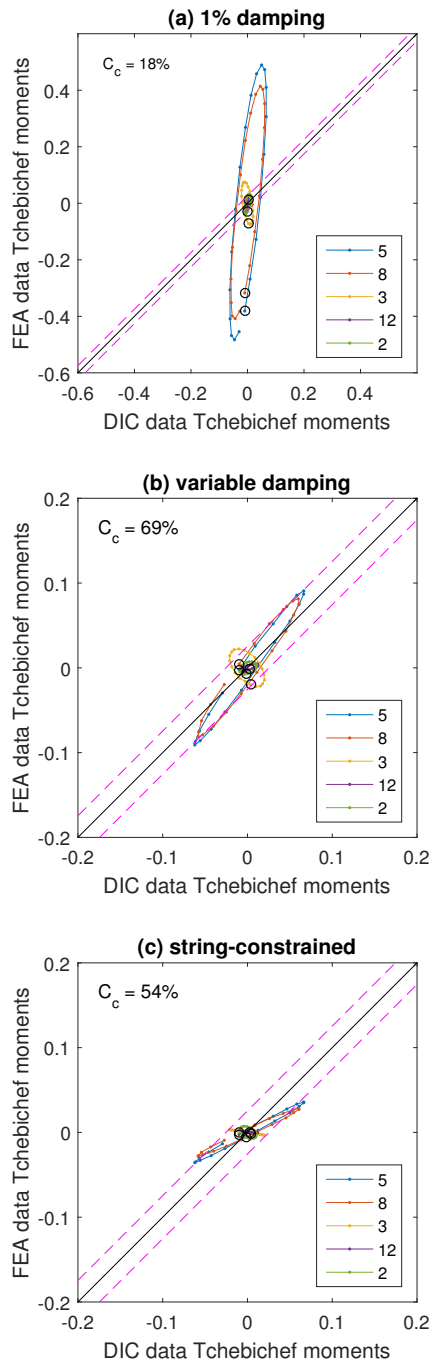 (a) 1% damping
C_c = 18%
FEA data Tchebichef moments
0.4
0.2
0
-0.2
-0.4
-0.6
-0.6 -0.4 -0.2 0 0.2 0.4
DIC data Tchebichef moments
5
8
3
12
2
(b) variable damping
C_c = 69%
FEA data Tchebichef moments
0.2
0.1
0
-0.1
-0.2
-0.2 -0.1 0 0.1 0.2
DIC data Tchebichef moments
5
8
3
12
2
(c) string-constrained
C_c = 54%
FEA data Tchebichef moments
0.2
0.1
0
-0.1
-0.2
-0.2 -0.1 0 0.1 0.2
DIC data Tchebichef moments
5
8
3
12
2